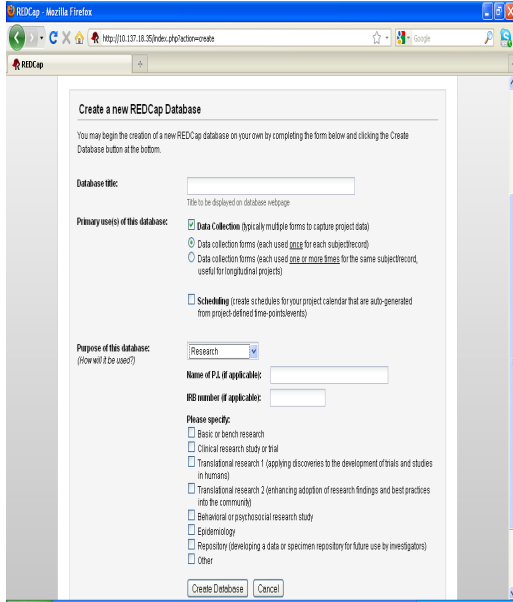 REDCap - Mozilla Firefox
http://10.137.18.35/index.php?action=create
Google
REDCap
Create a new REDCap Database
You may begin the creation of a new REDCap database on your own by completing the form below and clicking the Create
Database button at the bottom.
Database title:
Title to be displayed on database webpage
Primary use(s) of this database:
Data Collection (typically multiple forms to capture project data)
Data collection forms (each used once for each subject/record)
Data collection forms (each used one or more times for the same subject/record,
useful for longitudinal projects)
Scheduling (create schedules for your project calendar that are auto-generated
from project-defined time-points/events)
Purpose of this database:
(How will it be used?)
Research
Name of P.I. (if applicable):
IRB number (if applicable):
Please specify:
Basic or bench research
Clinical research study or trial
Translational research 1 (applying discoveries to the development of trials and studies
in humans)
Translational research 2 (enhancing adoption of research findings and best practices
into the community)
Behavioral or psychosocial research study
Epidemiology
Repository (developing a data or specimen repository for future use by investigators)
Other
Create Database
Cancel